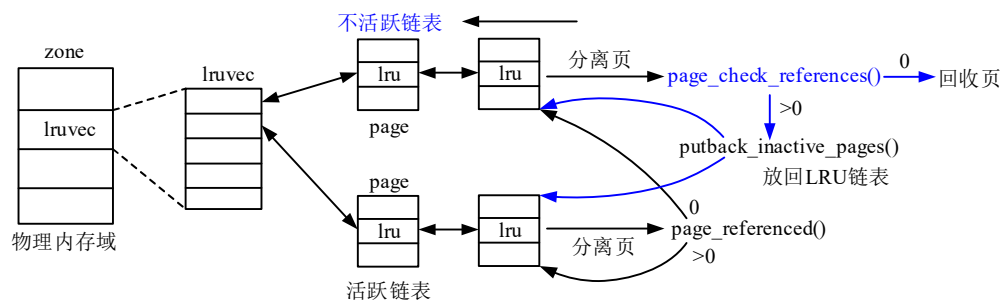 不活跃链表
zone
lruvec
lru
lru
分离页
page_check_references()
0
回收页
lruvec
page
>0
putback_inactive_pages()
放回LRU链表
page
0
lru
lru
page_referenced()
物理内存域
分离页
>0
活跃链表